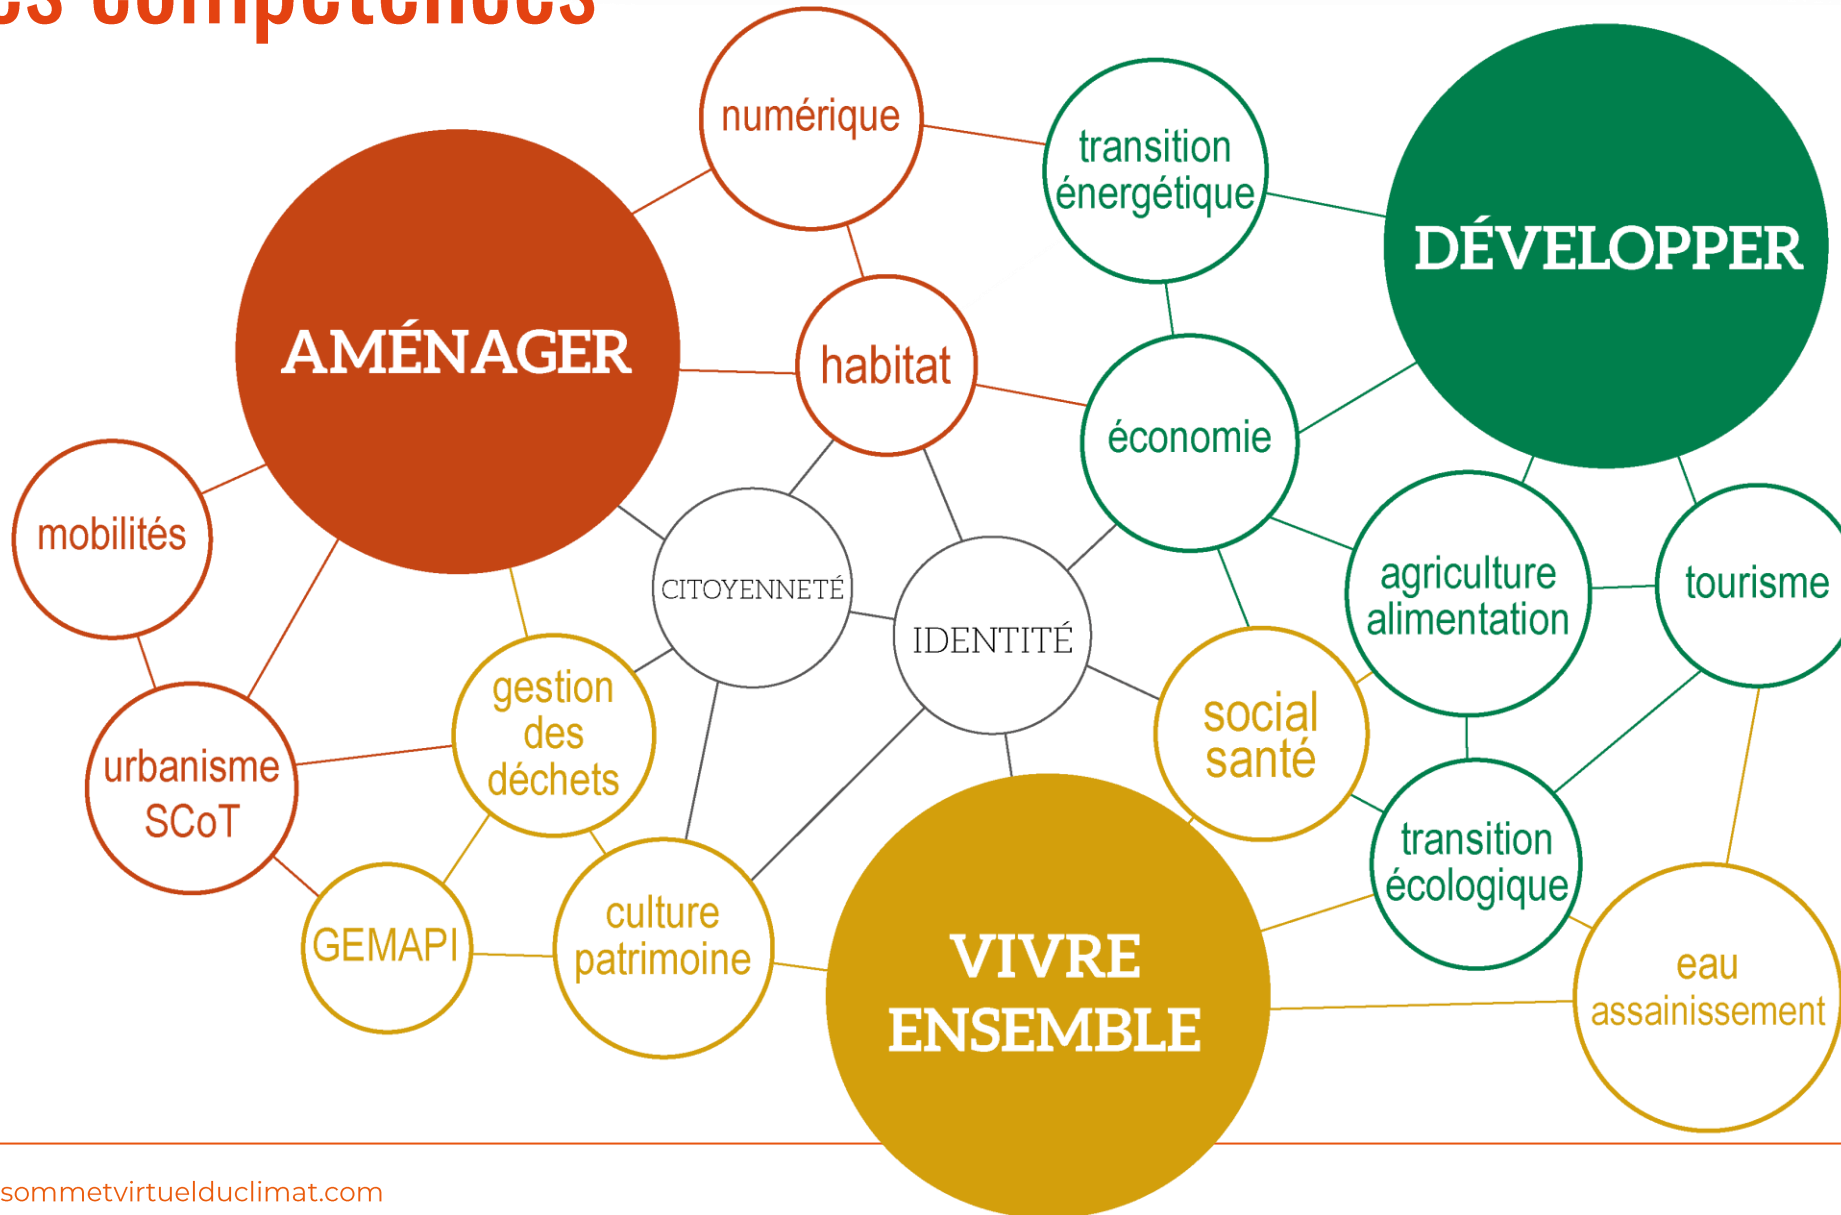 compétences
numérique
transition
énergétique
DÉVELOPPER
AMÉNAGER
habitat
économie
mobilités
CITOYENNETÉ
IDENTITÉ
agriculture
alimentation
tourisme
gestion
des
déchets
social
santé
urbanisme
SCoT
transition
écologique
culture
patrimoine
GEMAPI
VIVRE
ENSEMBLE
eau
assainissement
sommetvirtuelduclimat.com